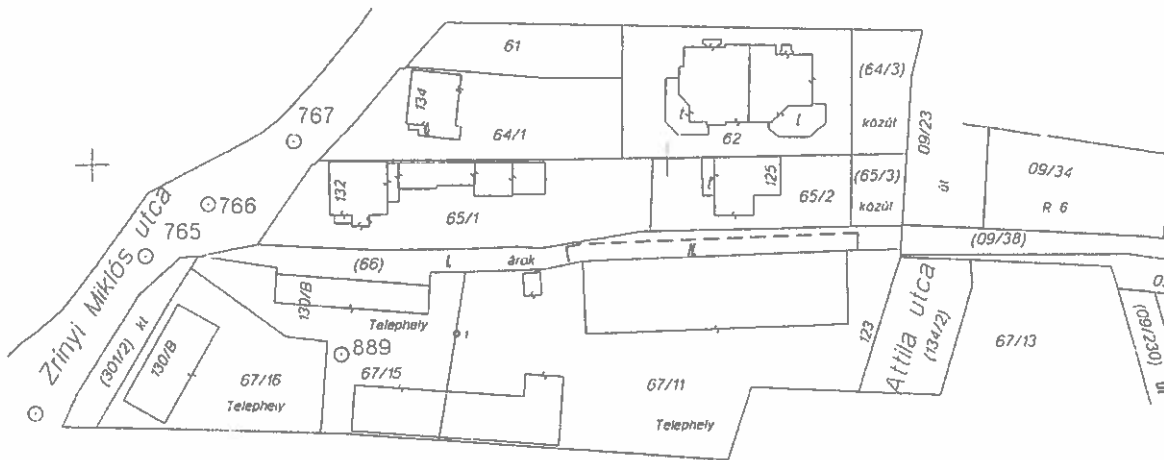 61
(64/3)
134
767
64/1
62
közút
09/23
(65/3)
132
125
09/34
út
közút
R 6
766
65/1
65/2
765
(09/38)
(66)
I.
árok
II.
Zrínyi Miklós utca
130/B
Telephely
1
(301/2) kt
130/B
889
123
Attila utca
(134/2)
67/13
(09/230) út
67/16
67/15
67/11
Telephely
Telephely